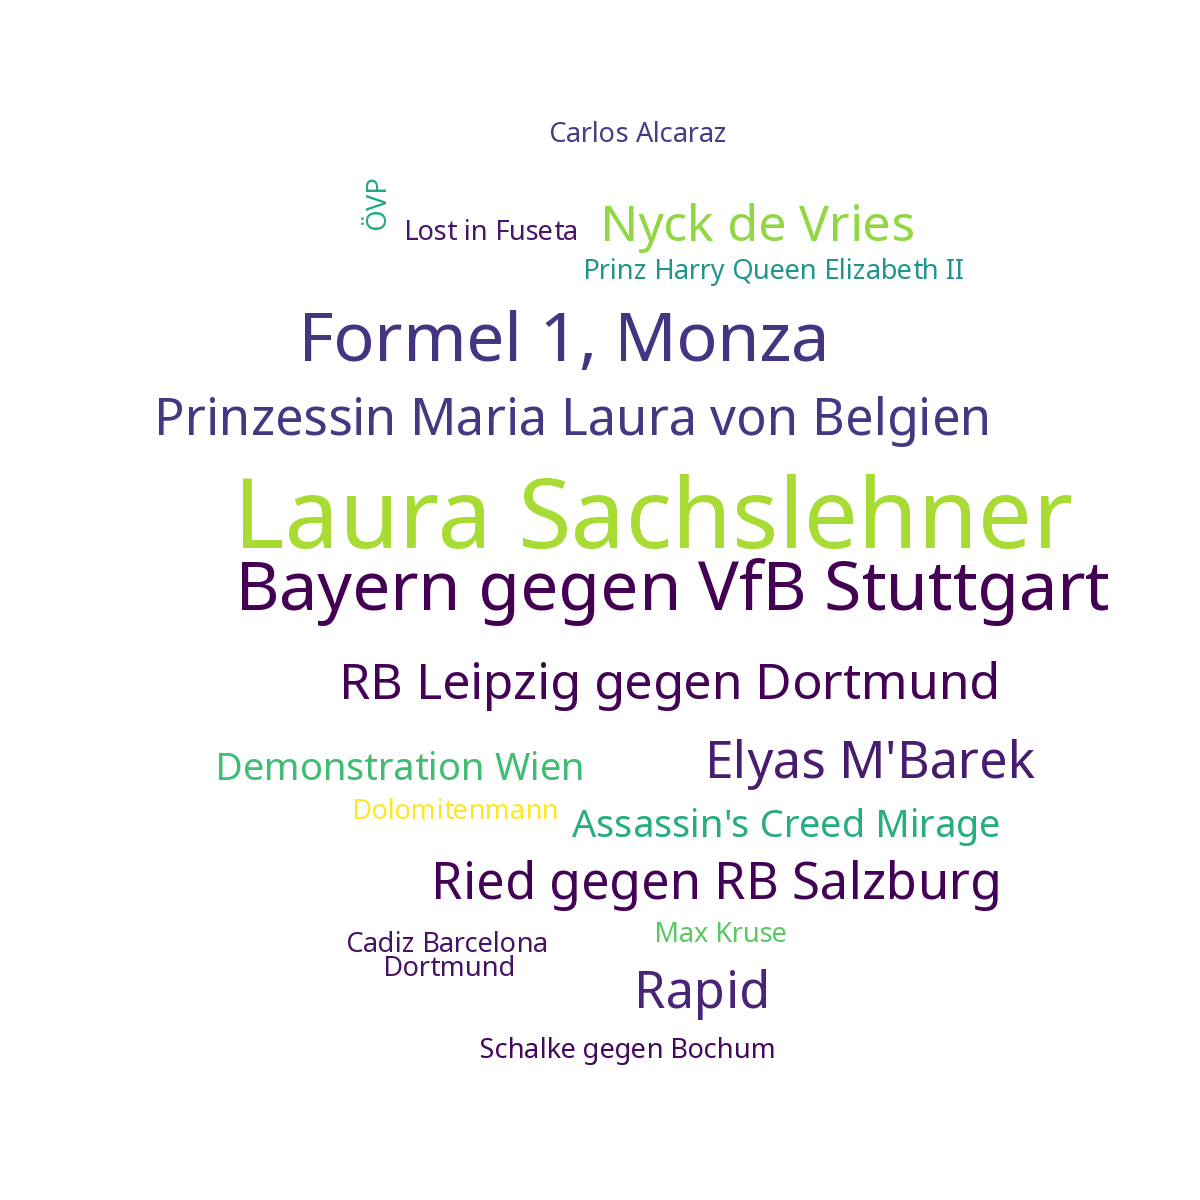 Carlos Alcaraz
ÖVP
Lost in Fuseta
Nyck de Vries
Prinz Harry Queen Elizabeth II
Formel 1, Monza
Prinzessin Maria Laura von Belgien
Laura Sachslehner
Bayern gegen VfB Stuttgart
RB Leipzig gegen Dortmund
Elyas M'Barek
Demonstration Wien
Dolomitenmann
Assassin's Creed Mirage
Ried gegen RB Salzburg
Max Kruse
Cadiz Barcelona
Dortmund
Rapid
Schalke gegen Bochum